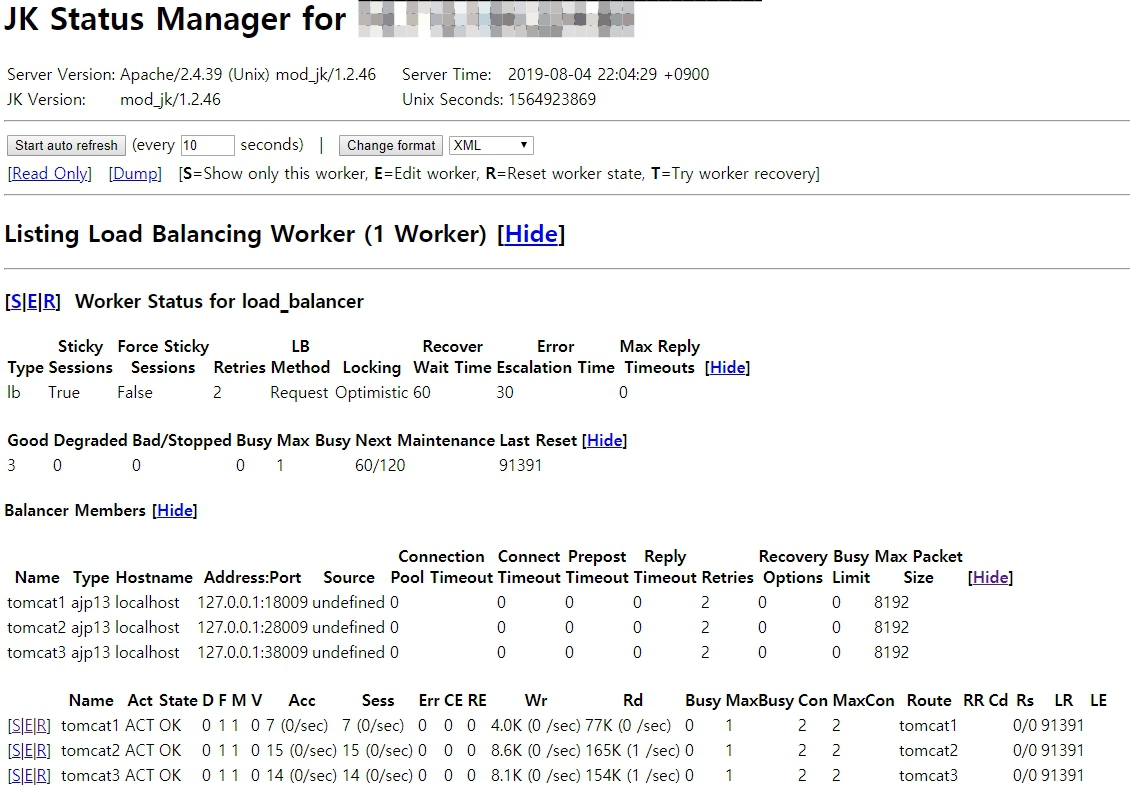 JK Status Manager for
Server Version: Apache/2.4.39 (Unix) mod_jk/1.2.46 Server Time: 2019-08-04 22:04:29 +0900
JK Version: mod_jk/1.2.46 Unix Seconds: 1564923869
Start auto refresh (every 10 seconds) | Change format XML
[Read Only] [Dump] [S=Show only this worker, E=Edit worker, R=Reset worker state, T=Try worker recovery]
Listing Load Balancing Worker (1 Worker) [Hide]
[S|E|R] Worker Status for load_balancer
Sticky Force Sticky LB Recover Error Max Reply
Type Sessions Sessions Retries Method Locking Wait Time Escalation Time Timeouts [Hide]
lb True False 2 Request Optimistic 60 30 0
Good Degraded Bad/Stopped Busy Max Busy Next Maintenance Last Reset [Hide]
3 0 0 0 1 60/120 91391
Balancer Members [Hide]
Connection Connect Prepost Reply Recovery Busy Max Packet
Name Type Hostname Address:Port Source Pool Timeout Timeout Timeout Timeout Retries Options Limit Size [Hide]
tomcat1 ajp13 localhost 127.0.0.1:18009 undefined 0 0 0 0 2 0 0 8192
tomcat2 ajp13 localhost 127.0.0.1:28009 undefined 0 0 0 0 2 0 0 8192
tomcat3 ajp13 localhost 127.0.0.1:38009 undefined 0 0 0 0 2 0 0 8192
Name Act State D F M V Acc Sess Err CE RE Wr Rd Busy MaxBusy Con MaxCon Route RR Cd Rs LR LE
[S|E|R] tomcat1 ACT OK 0 1 1 0 7 (0/sec) 7 (0/sec) 0 0 0 4.0K (0 /sec) 77K (0 /sec) 0 1 2 2 tomcat1 0/0 91391
[S|E|R] tomcat2 ACT OK 0 1 1 0 15 (0/sec) 15 (0/sec) 0 0 0 8.6K (0 /sec) 165K (1 /sec) 0 1 2 2 tomcat2 0/0 91391
[S|E|R] tomcat3 ACT OK 0 1 1 0 14 (0/sec) 14 (0/sec) 0 0 0 8.1K (0 /sec) 154K (1 /sec) 0 1 2 2 tomcat3 0/0 91391